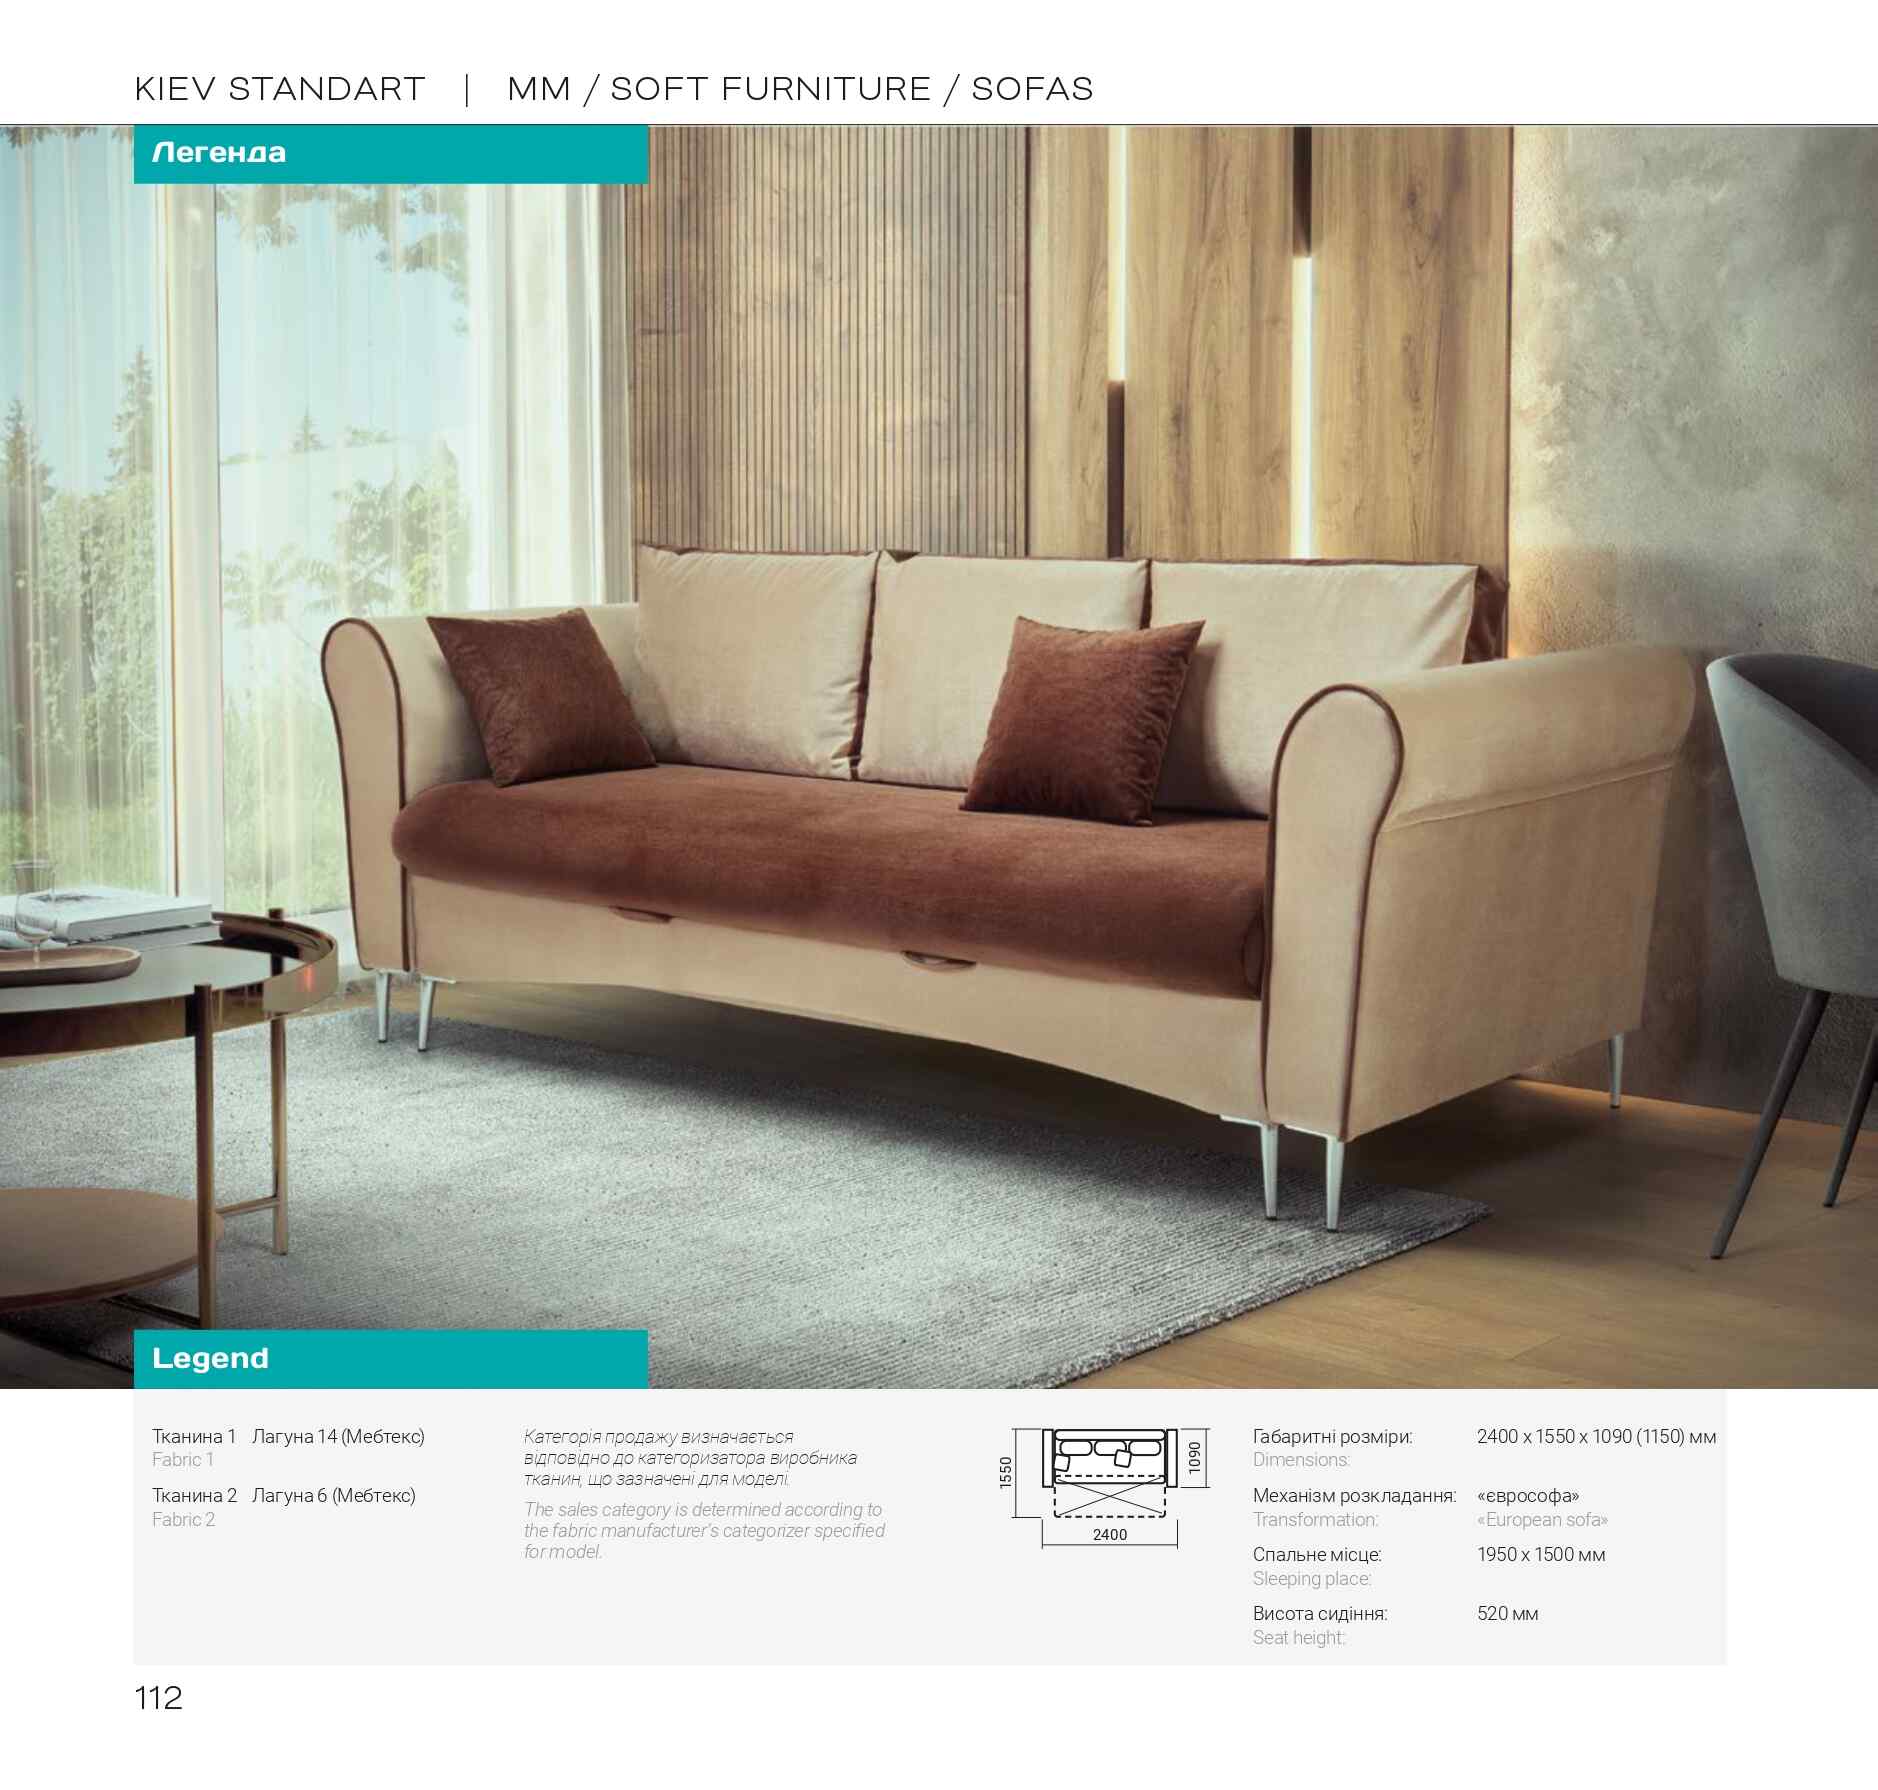 KIEV STANDART | MM / SOFT FURNITURE / SOFAS
Легенда
Legend
Тканина 1 Лагуна 14 (Мебтекс)
Fabric 1
Тканина 2 Лагуна 6 (Мебтекс)
Fabric 2
Категорія продажу визначається
відповідно до категоризатора виробника
тканин, що зазначені для моделі.
The sales category is determined according to
the fabric manufacturer's categorizer specified
for model.
1550
1090
2400
Габаритні розміри: 2400 x 1550 x 1090 (1150) мм
Dimensions:
Механізм розкладання: «єврософа»
Transformation: «European sofa»
Спальне місце: 1950 x 1500 мм
Sleeping place:
Висота сидіння: 520 мм
Seat height:
112